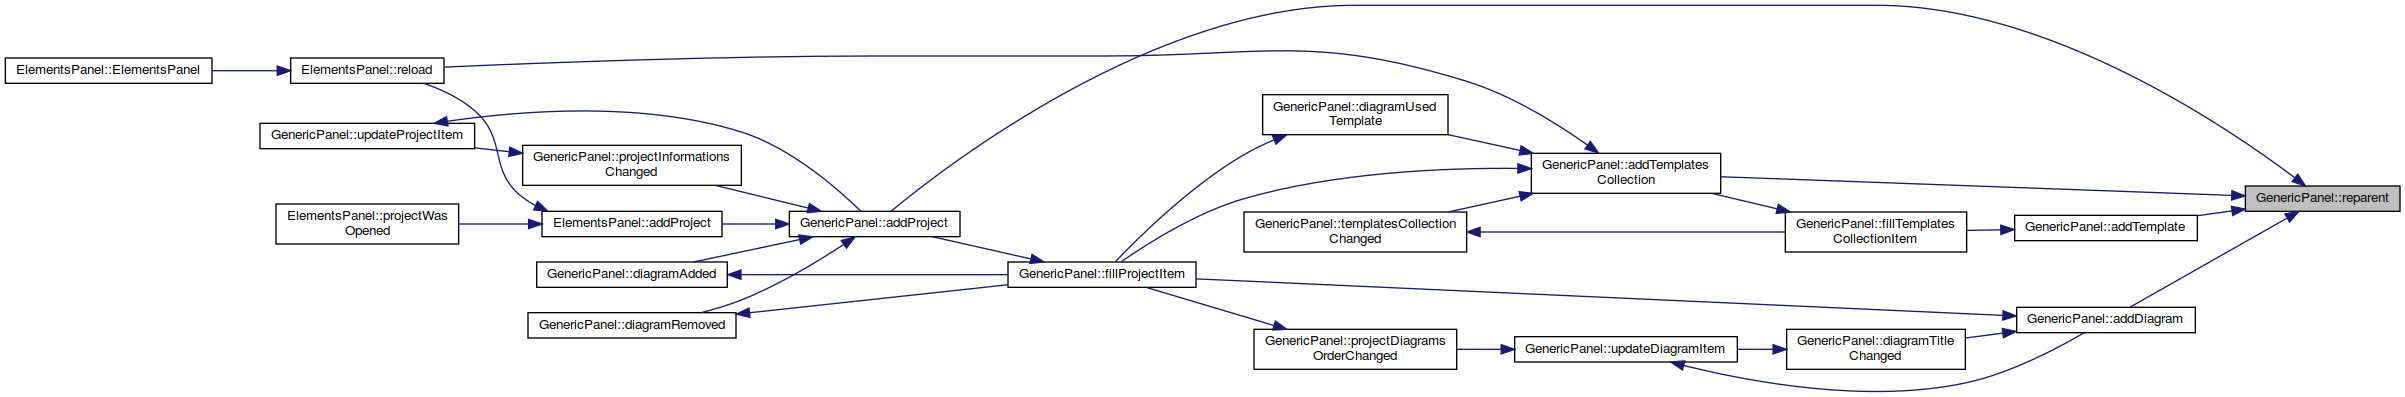 ElementsPanel::ElementsPanel
ElementsPanel::reload
GenericPanel::updateProjectItem
ElementsPanel::projectWas
Opened
GenericPanel::projectInformations
Changed
ElementsPanel::addProject
GenericPanel::diagramAdded
GenericPanel::diagramRemoved
GenericPanel::addProject
GenericPanel::fillProjectItem
GenericPanel::diagramUsed
Template
GenericPanel::templatesCollection
Changed
GenericPanel::projectDiagrams
OrderChanged
GenericPanel::addTemplates
Collection
GenericPanel::updateDiagramItem
GenericPanel::fillTemplates
CollectionItem
GenericPanel::diagramTitle
Changed
GenericPanel::addTemplate
GenericPanel::addDiagram
GenericPanel::reparent